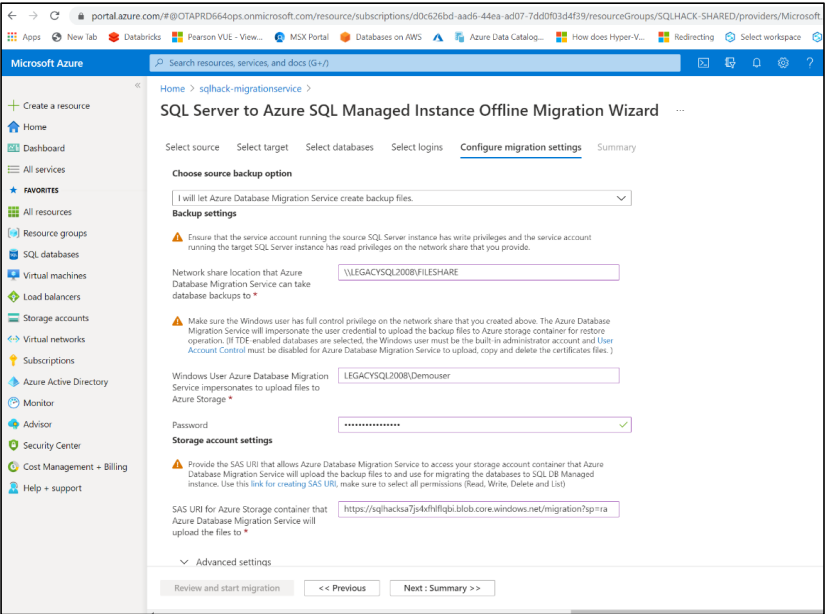 portal.azure.com/#@OTAPRD664ops.onmicrosoft.com/resource/subscriptions/d0c626bd-aad6-44ea-ad07-7dd0f03d4f39/resourceGroups/SQLHACK-SHARED/providers/Microsoft.
Apps New Tab Databricks Pearson VUE - View... MSX Portal Databases on AWS Azure Data Catalog... How does Hyper-V... Redirecting Select workspace
Microsoft Azure
Search resources, services, and docs (G+/)
Create a resource
Home
Dashboard
All services
FAVORITES
All resources
Resource groups
SQL databases
Virtual machines
Load balancers
Storage accounts
Virtual networks
Subscriptions
Azure Active Directory
Monitor
Advisor
Security Center
Cost Management + Billing
Help + support
Home > sqlhack-migrationservice >
SQL Server to Azure SQL Managed Instance Offline Migration Wizard ...
Select source Select target Select databases Select logins Configure migration settings Summary
Choose source backup option
I will let Azure Database Migration Service create backup files.
Backup settings
Ensure that the service account running the source SQL Server instance has write privileges and the service account
running the target SQL Server instance has read privileges on the network share that you provide.
Network share location that Azure
Database Migration Service can take
database backups to *
\\LEGACYSQL2008\FILESHARE
Make sure the Windows user has full control privilege on the network share that you created above. The Azure Database
Migration Service will impersonate the user credential to upload the backup files to Azure storage container for restore
operation. (If TDE-enabled databases are selected, the Windows user must be the built-in administrator account and User
Account Control must be disabled for Azure Database Migration Service to upload, copy and delete the certificates files. )
Windows User Azure Database Migration
Service impersonates to upload files to
Azure Storage *
LEGACYSQL2008\Demouser
Password
••••••••••••••••
Storage account settings
Provide the SAS URI that allows Azure Database Migration Service to access your storage account container that Azure
Database Migration Service will upload the backup files to and use for migrating the databases to SQL DB Managed
instance. Use this link for creating SAS URI, make sure to select all permissions (Read, Write, Delete and List)
SAS URI for Azure Storage container that
Azure Database Migration Service will
upload the files to *
https://sqlhacksa7js4xfhlflqbi.blob.core.windows.net/migration?sp=ra
Advanced settings
Review and start migration
<< Previous
Next : Summary >>